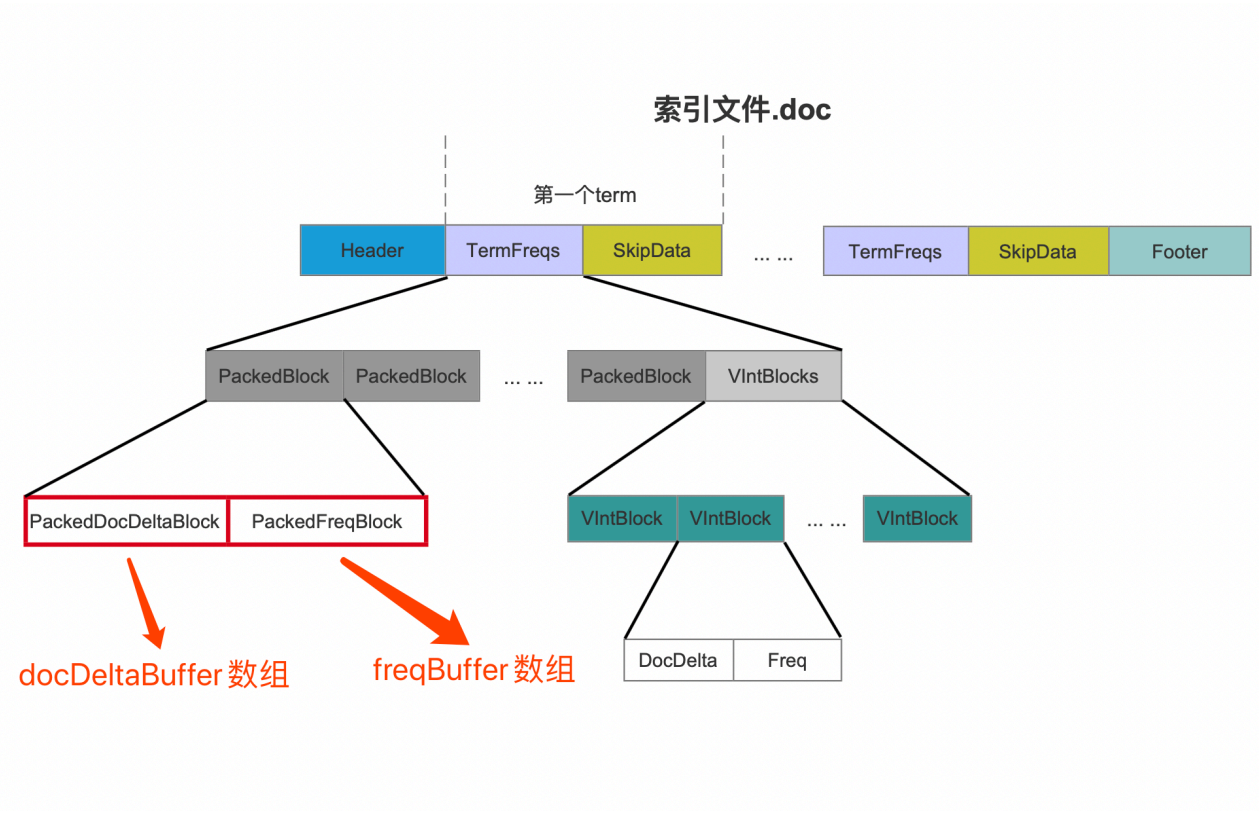 索引文件.doc
第一个term
Header TermFreqs SkipData ... ... TermFreqs SkipData Footer
PackedBlock PackedBlock ... ... PackedBlock VIntBlocks
PackedDocDeltaBlock PackedFreqBlock VIntBlock VIntBlock ... ... VIntBlock
docDeltaBuffer 数组 freqBuffer 数组 DocDelta Freq